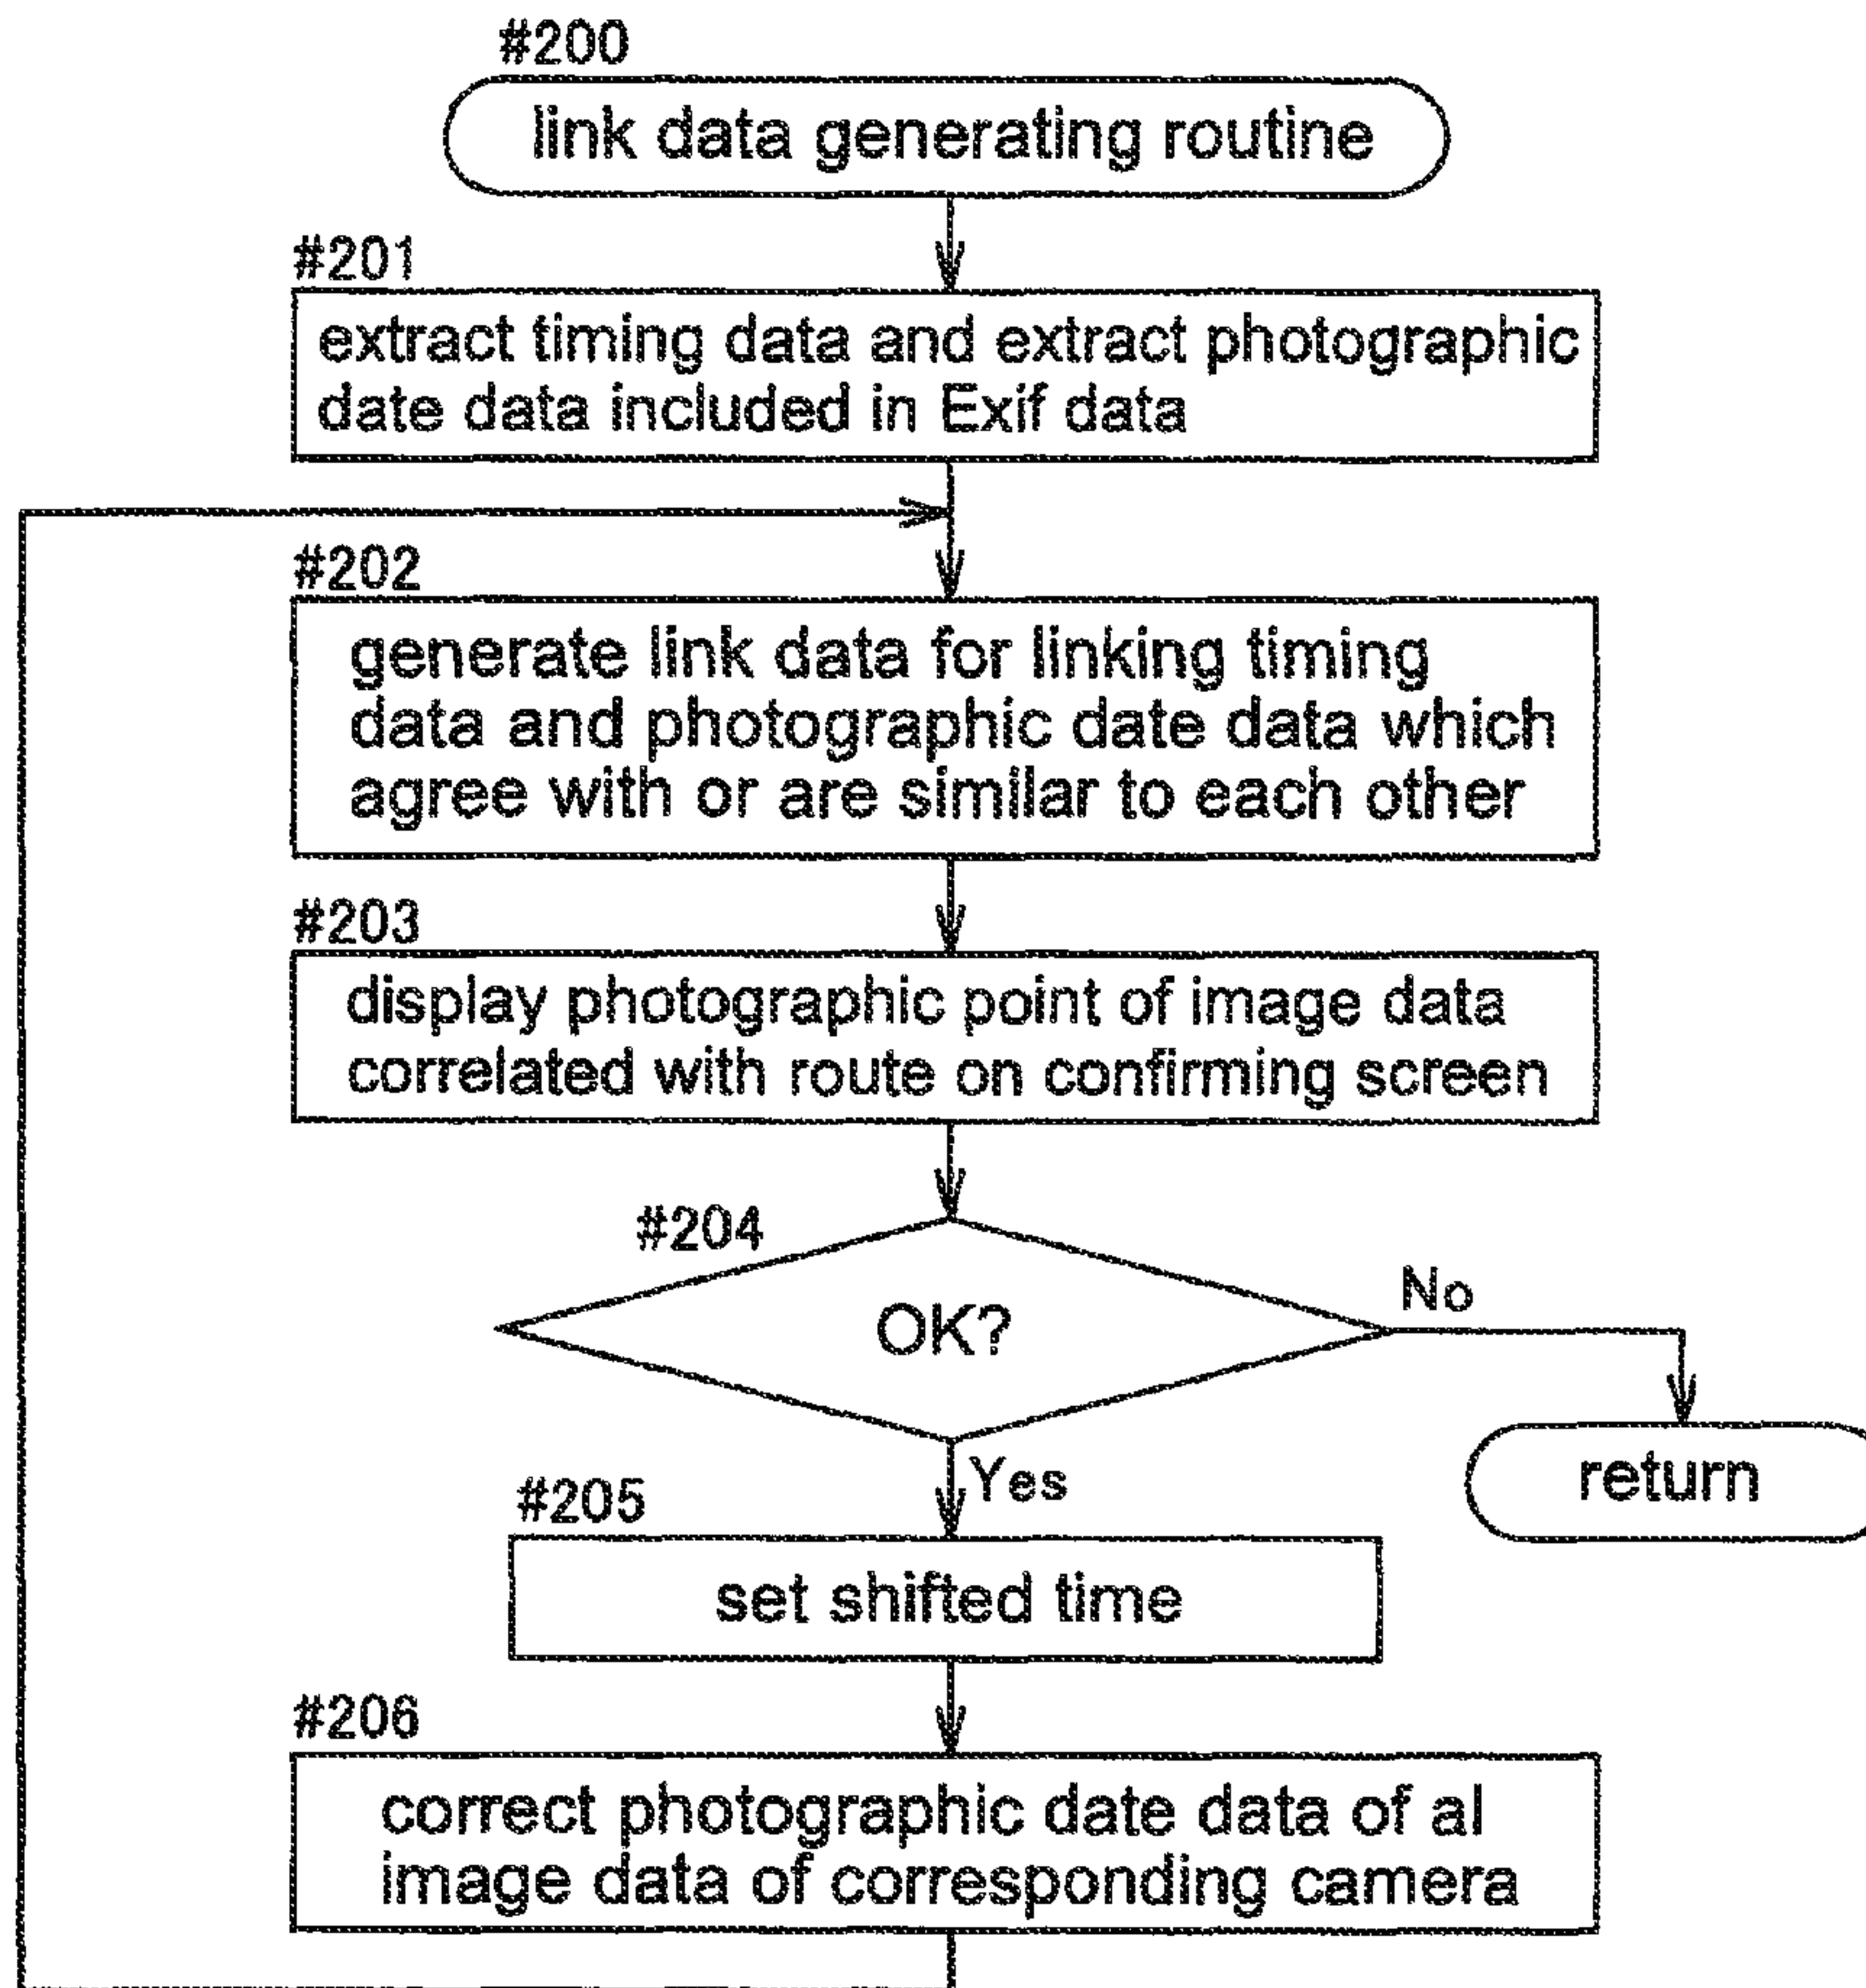 #200
link data generating routine
#201
extract timing data and extract photographic
date data included in Exif data
#202
generate link data for linking timing
data and photographic date data which
agree with or are similar to each other
#203
display photographic point of image data
correlated with route on confirming screen
#204
OK?
No
Yes
return
#205
set shifted time
#206
correct photographic date data of al
image data of corresponding camera